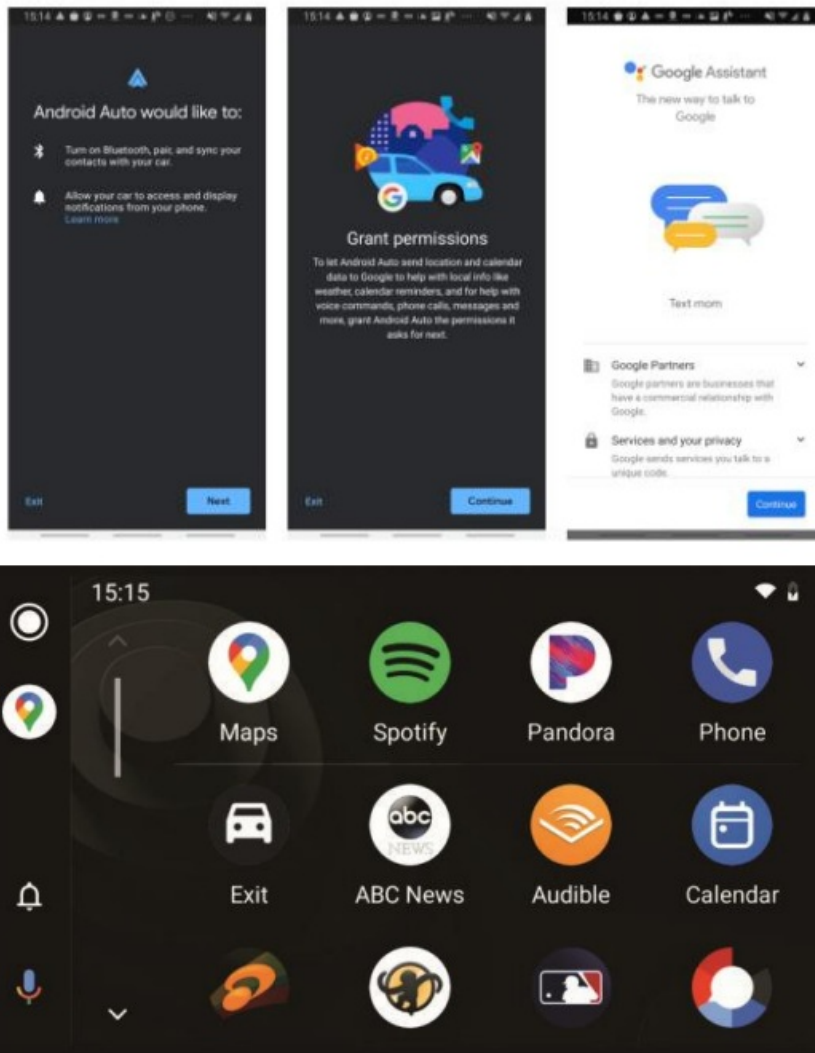 15:14
Android Auto would like to:
Turn on Bluetooth, pair, and sync your
contacts with your car.
Allow your car to access and display
notifications from your phone.
Learn more
Exit
Next
15:14
Grant permissions
To let Android Auto send location and calendar
data to Google to help with local info like
weather, calendar reminders, and for help with
voice commands, phone calls, messages and
more, grant Android Auto the permissions it
asks for next.
Exit
Continue
15:14
Google Assistant
The new way to talk to
Google
Text mom
Google Partners
Google partners are businesses that
have a commercial relationship with
Google.
Services and your privacy
Google sends services you talk to a
unique code.
Continue
15:15
Maps
Spotify
Pandora
Phone
abc
NEWS
Exit
ABC News
Audible
Calendar